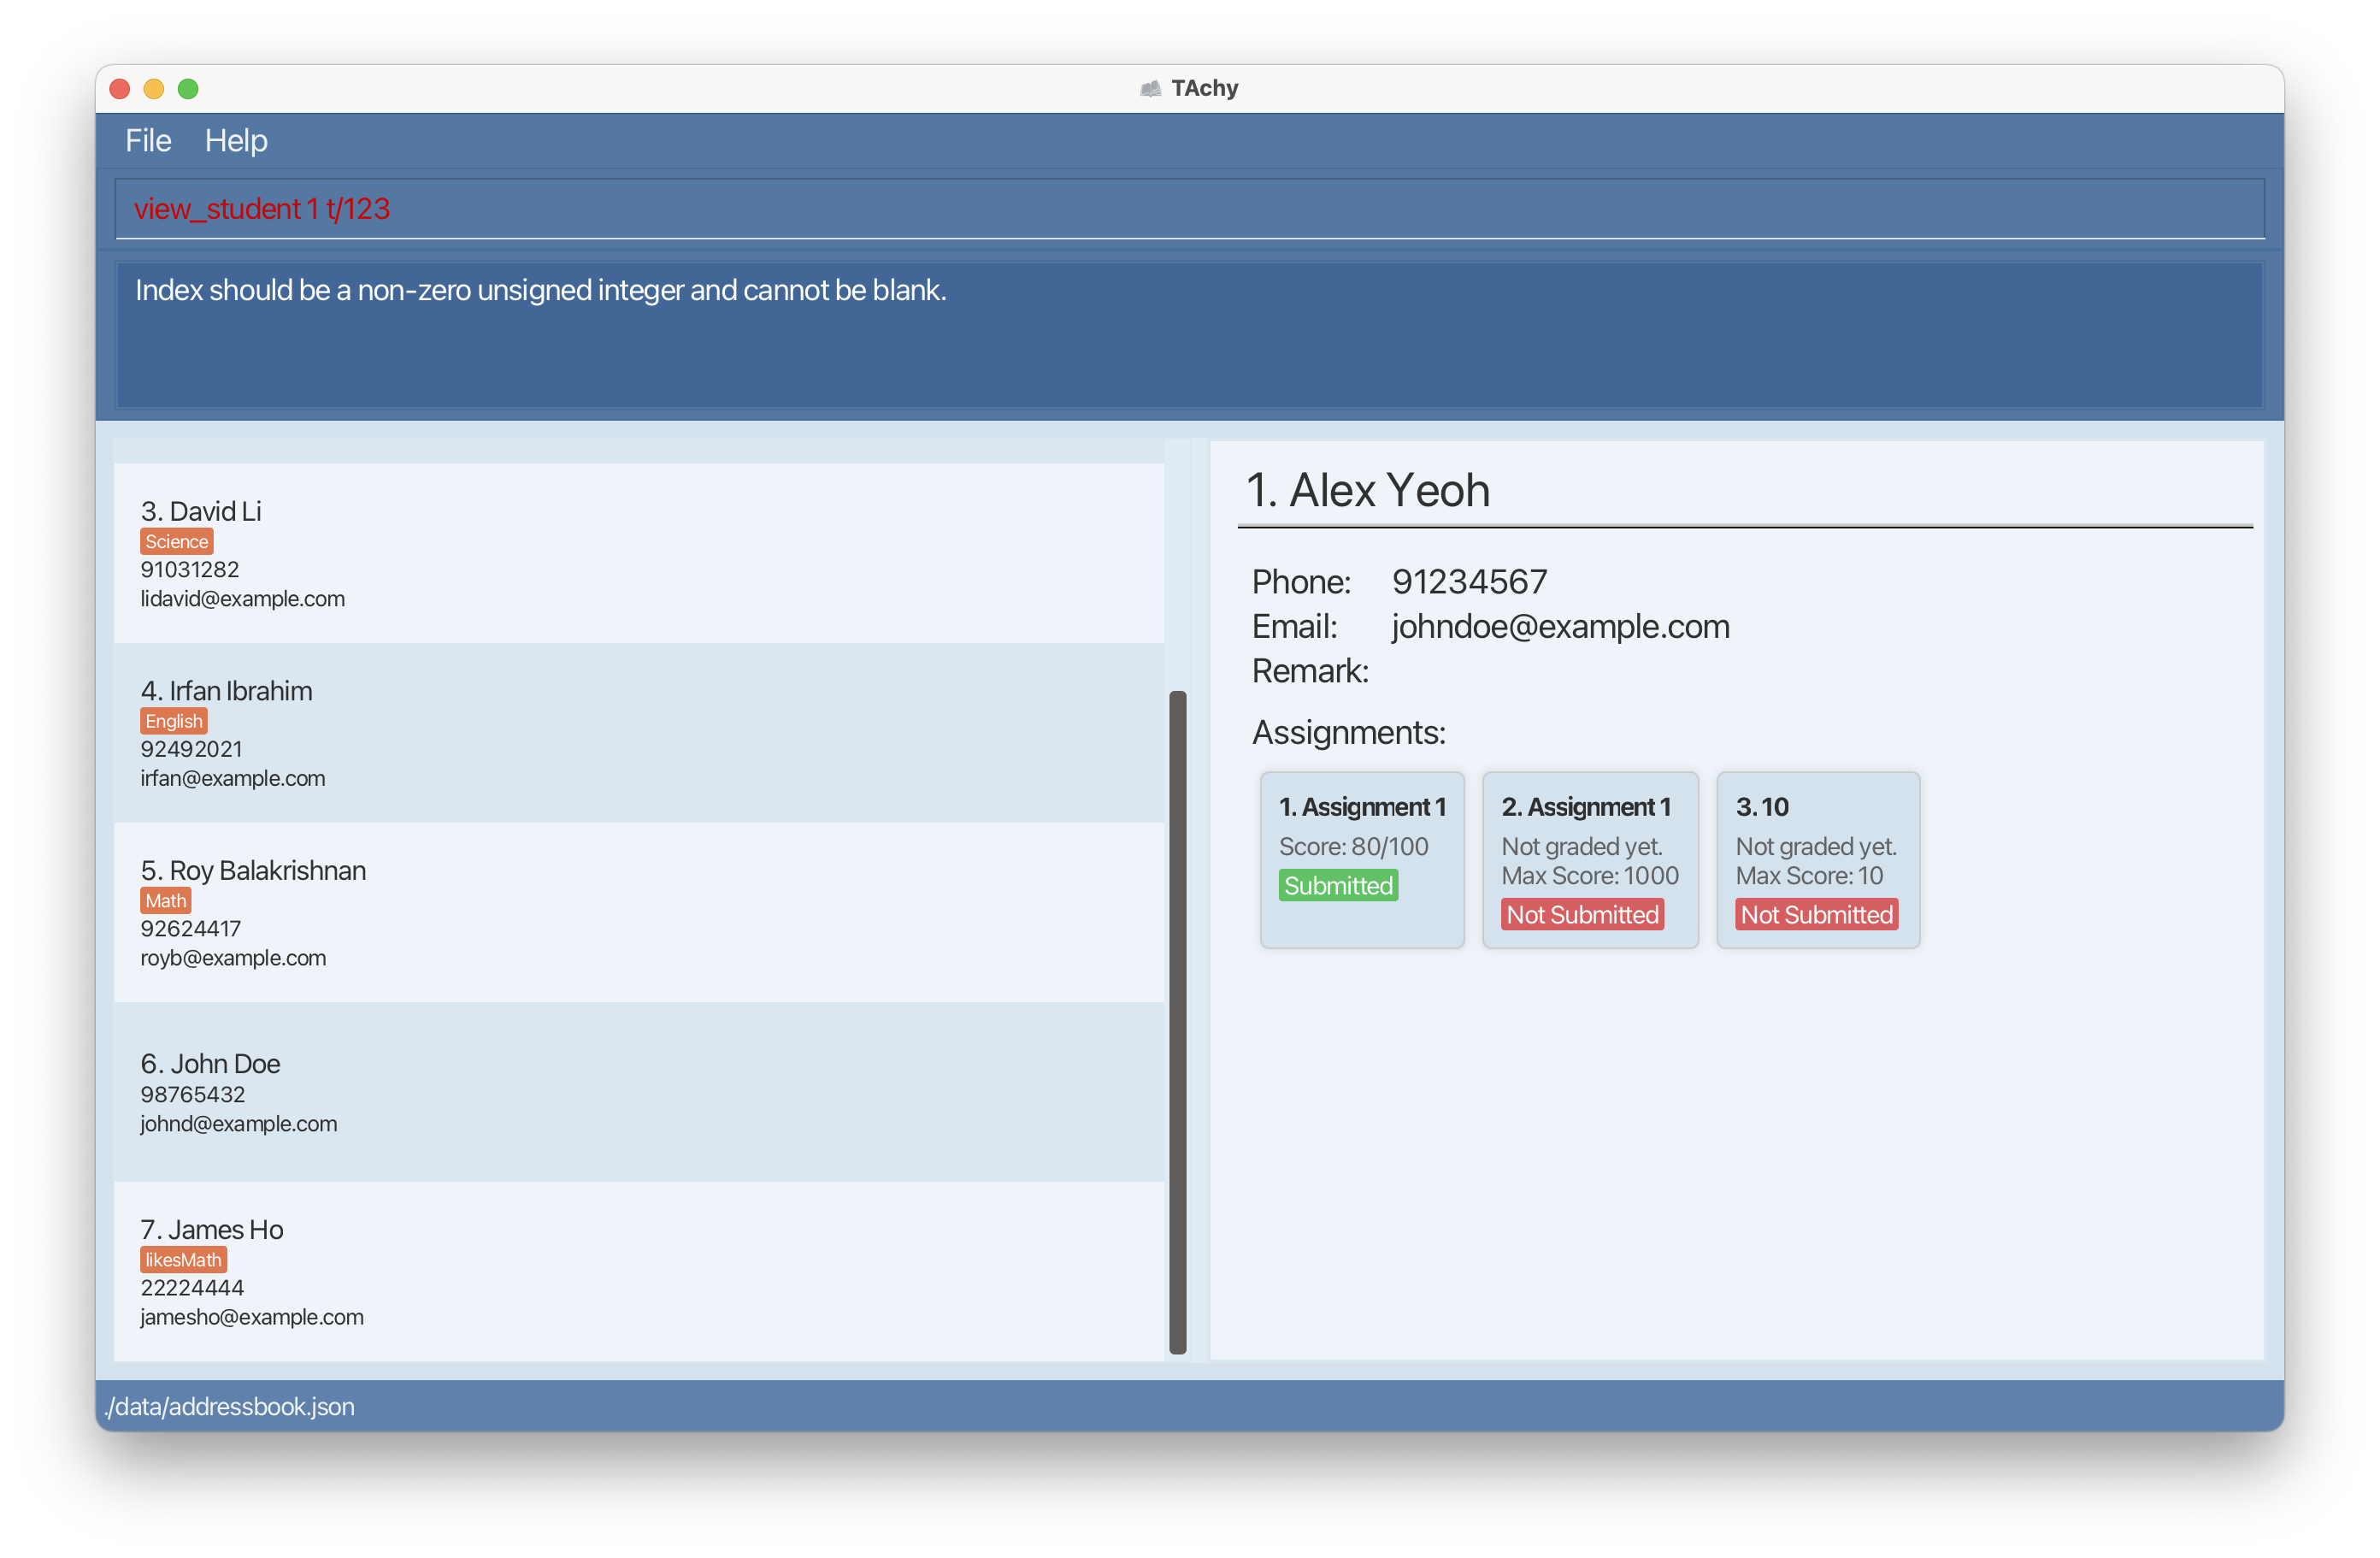 TAchy
File Help
view_student 1 t/123
Index should be a non-zero unsigned integer and cannot be blank.
3. David Li
Science
91031282
lidavid@example.com
4. Irfan Ibrahim
English
92492021
irfan@example.com
5. Roy Balakrishnan
Math
92624417
royb@example.com
6. John Doe
98765432
johnd@example.com
7. James Ho
likesMath
22224444
jamesho@example.com
1. Alex Yeoh
Phone: 91234567
Email: johndoe@example.com
Remark:
Assignments:
1. Assignment 1
Score: 80/100
Submitted
2. Assignment 1
Not graded yet.
Max Score: 1000
Not Submitted
3. 10
Not graded yet.
Max Score: 10
Not Submitted
./data/addressbook.json